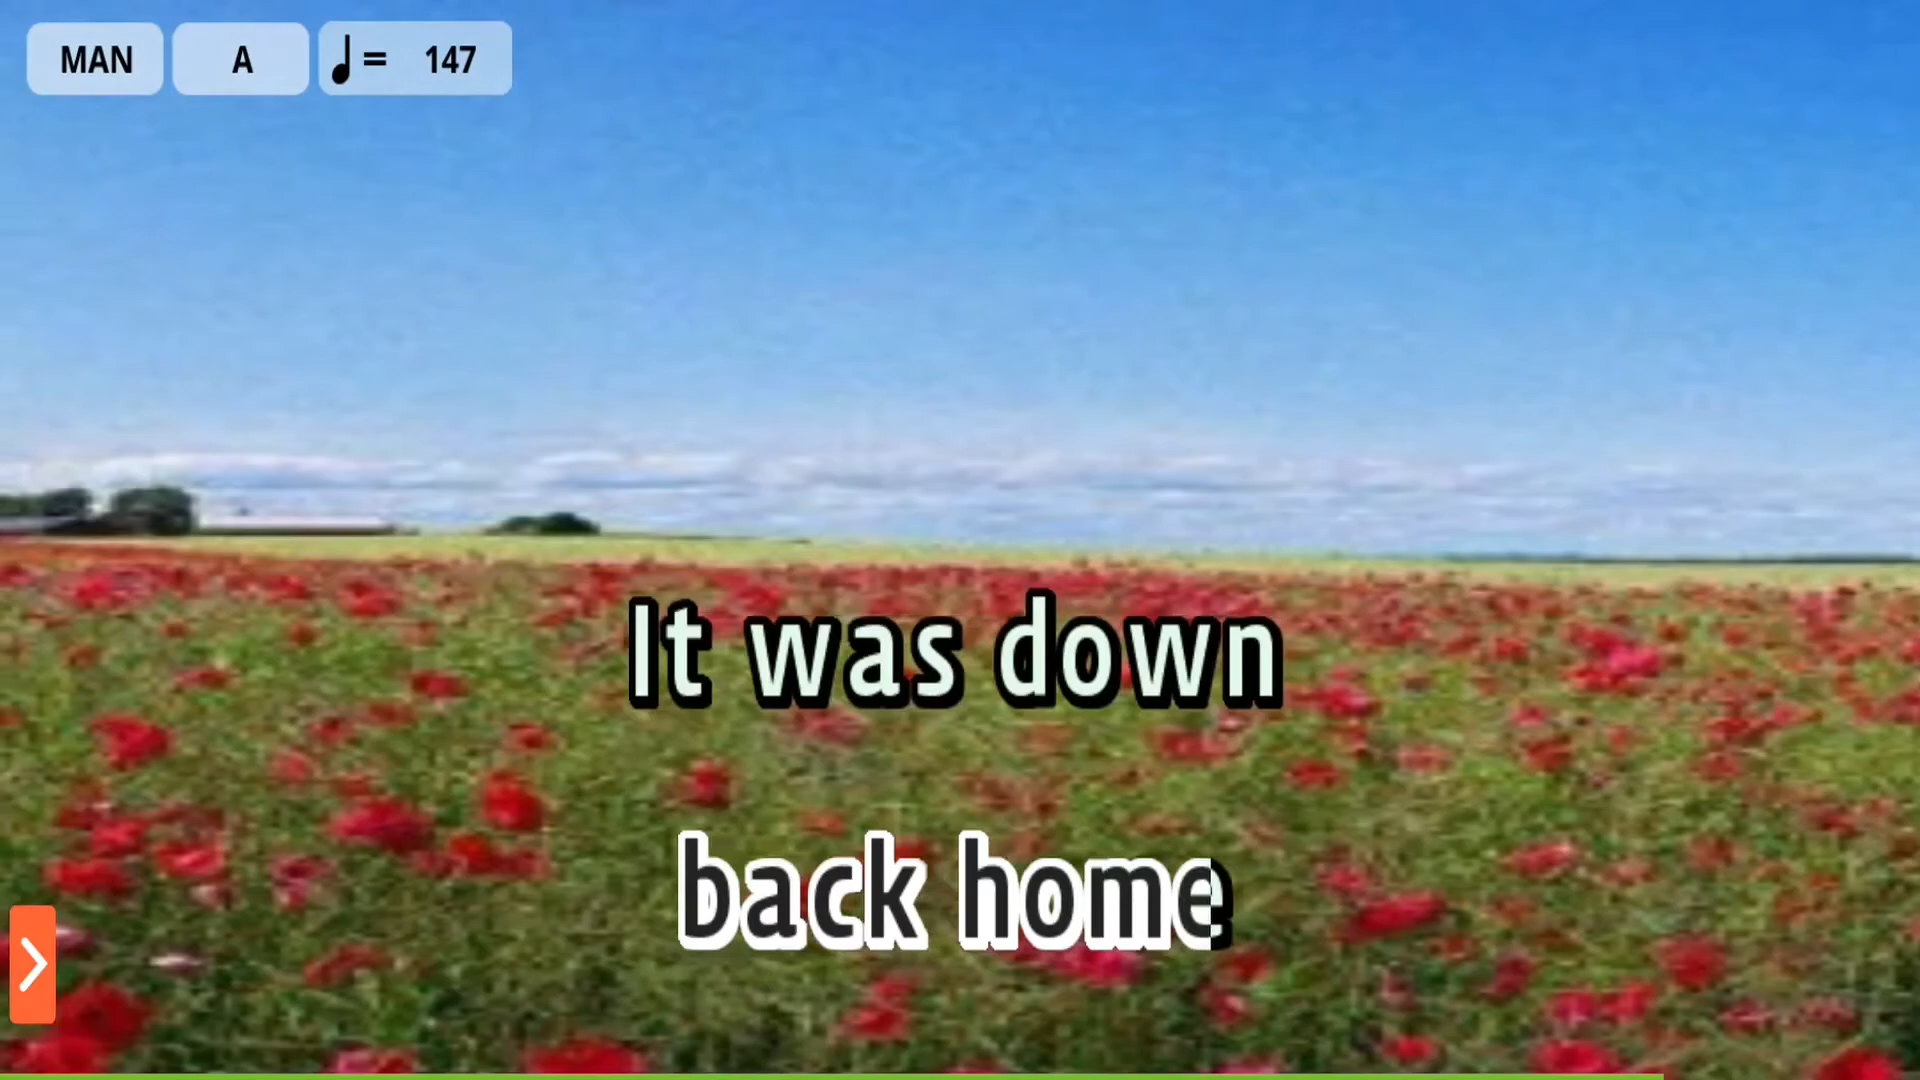 MAN A ♩ = 147
It was down
back home